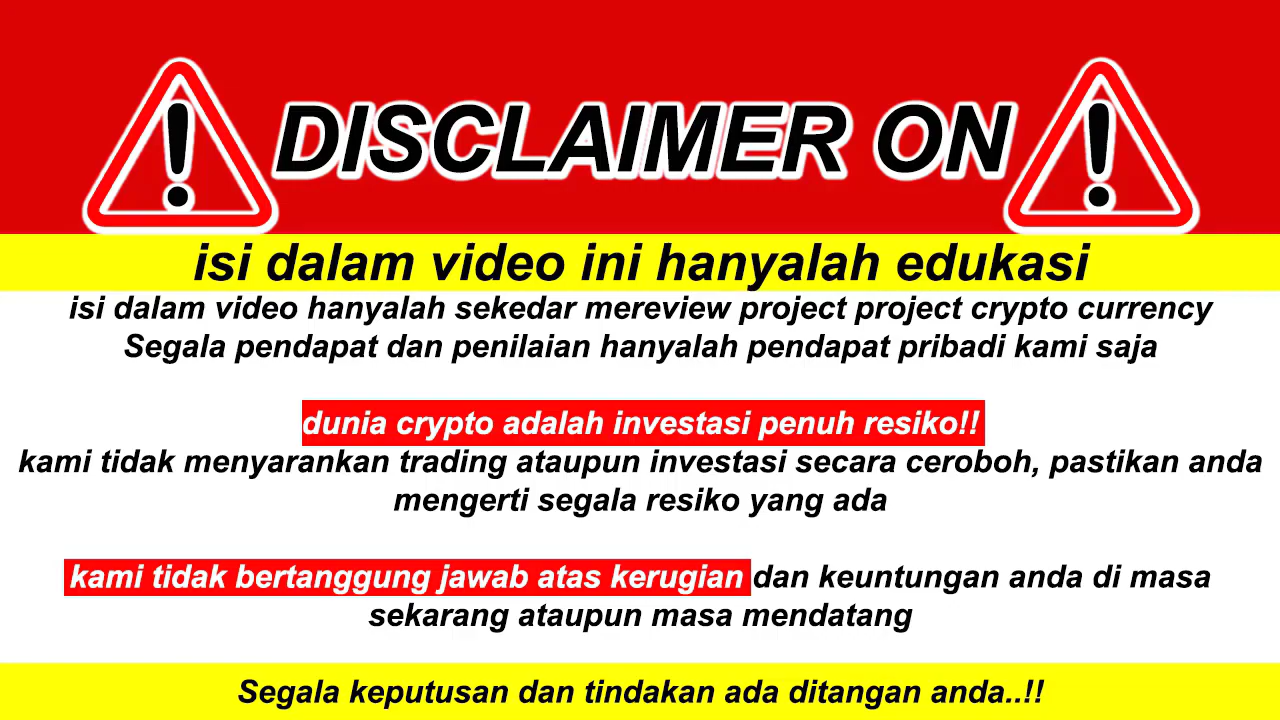 DISCLAIMER ON
isi dalam video ini hanyalah edukasi
isi dalam video hanyalah sekedar mereview project project crypto currency
Segala pendapat dan penilaian hanyalah pendapat pribadi kami saja
dunia crypto adalah investasi penuh resiko!!
kami tidak menyarankan trading ataupun investasi secara ceroboh, pastikan anda
mengerti segala resiko yang ada
kami tidak bertanggung jawab atas kerugian dan keuntungan anda di masa
sekarang ataupun masa mendatang
Segala keputusan dan tindakan ada ditangan anda..!!